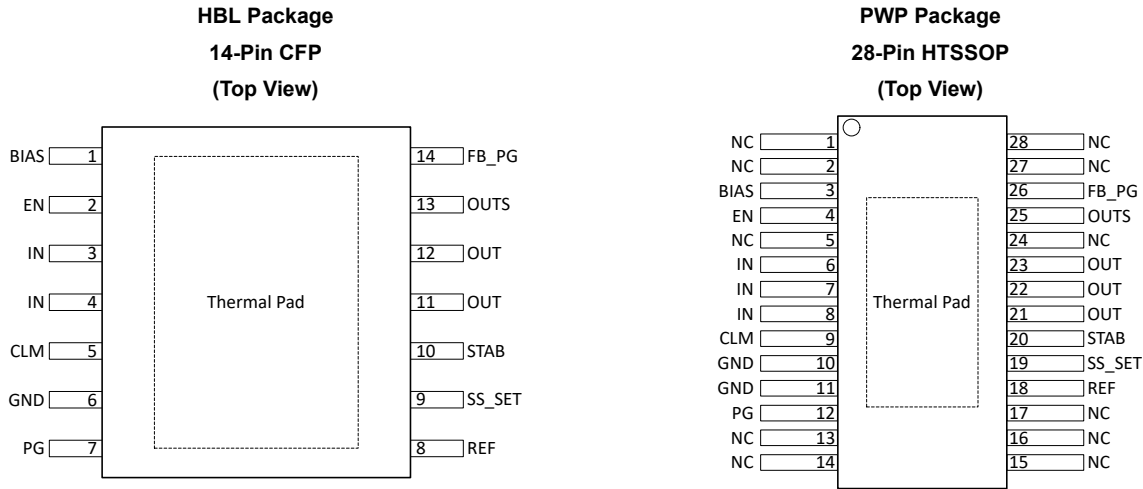 HBL Package
14-Pin CFP
(Top View)
BIAS 1
EN 2
IN 3
IN 4
CLM 5
GND 6
PG 7
Thermal Pad
14 FB_PG
13 OUTS
12 OUT
11 OUT
10 STAB
9 SS_SET
8 REF
PWP Package
28-Pin HTSSOP
(Top View)
NC 1
NC 2
BIAS 3
EN 4
NC 5
IN 6
IN 7
IN 8
CLM 9
GND 10
GND 11
PG 12
NC 13
NC 14
Thermal Pad
28 NC
27 NC
26 FB_PG
25 OUTS
24 NC
23 OUT
22 OUT
21 OUT
20 STAB
19 SS_SET
18 REF
17 NC
16 NC
15 NC